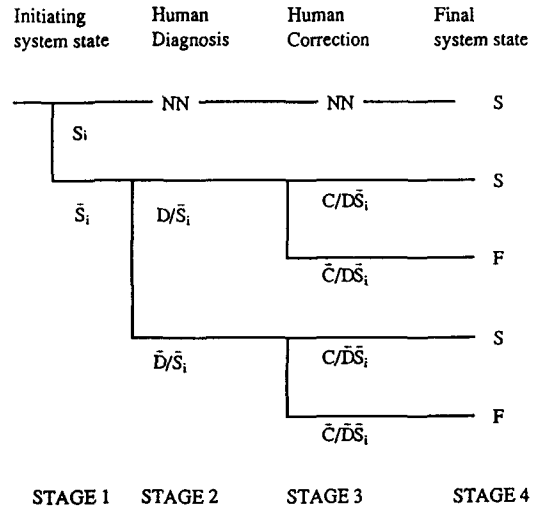 Initiating system state
Human Diagnosis
Human Correction
Final system state
NN
NN
S
Sᵢ
S
S̄ᵢ
D/S̄ᵢ
C/DS̄ᵢ
F
C̄/DS̄ᵢ
S
D̄/S̄ᵢ
C/D̄S̄ᵢ
F
C̄/D̄S̄ᵢ
STAGE 1
STAGE 2
STAGE 3
STAGE 4